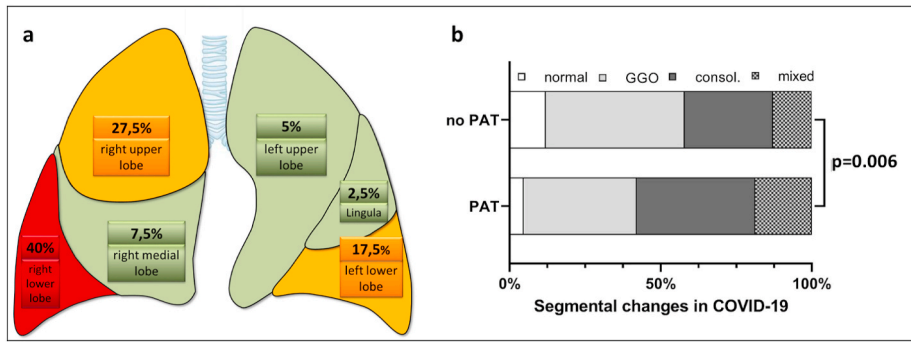 a
27,5%
right upper
lobe
5%
left upper
lobe
2,5%
Lingula
7,5%
right medial
lobe
40%
right
lower
lobe
17,5%
left lower
lobe
b
normal GGO consol. mixed
no PAT
PAT
p=0.006
0% 50% 100%
Segmental changes in COVID-19